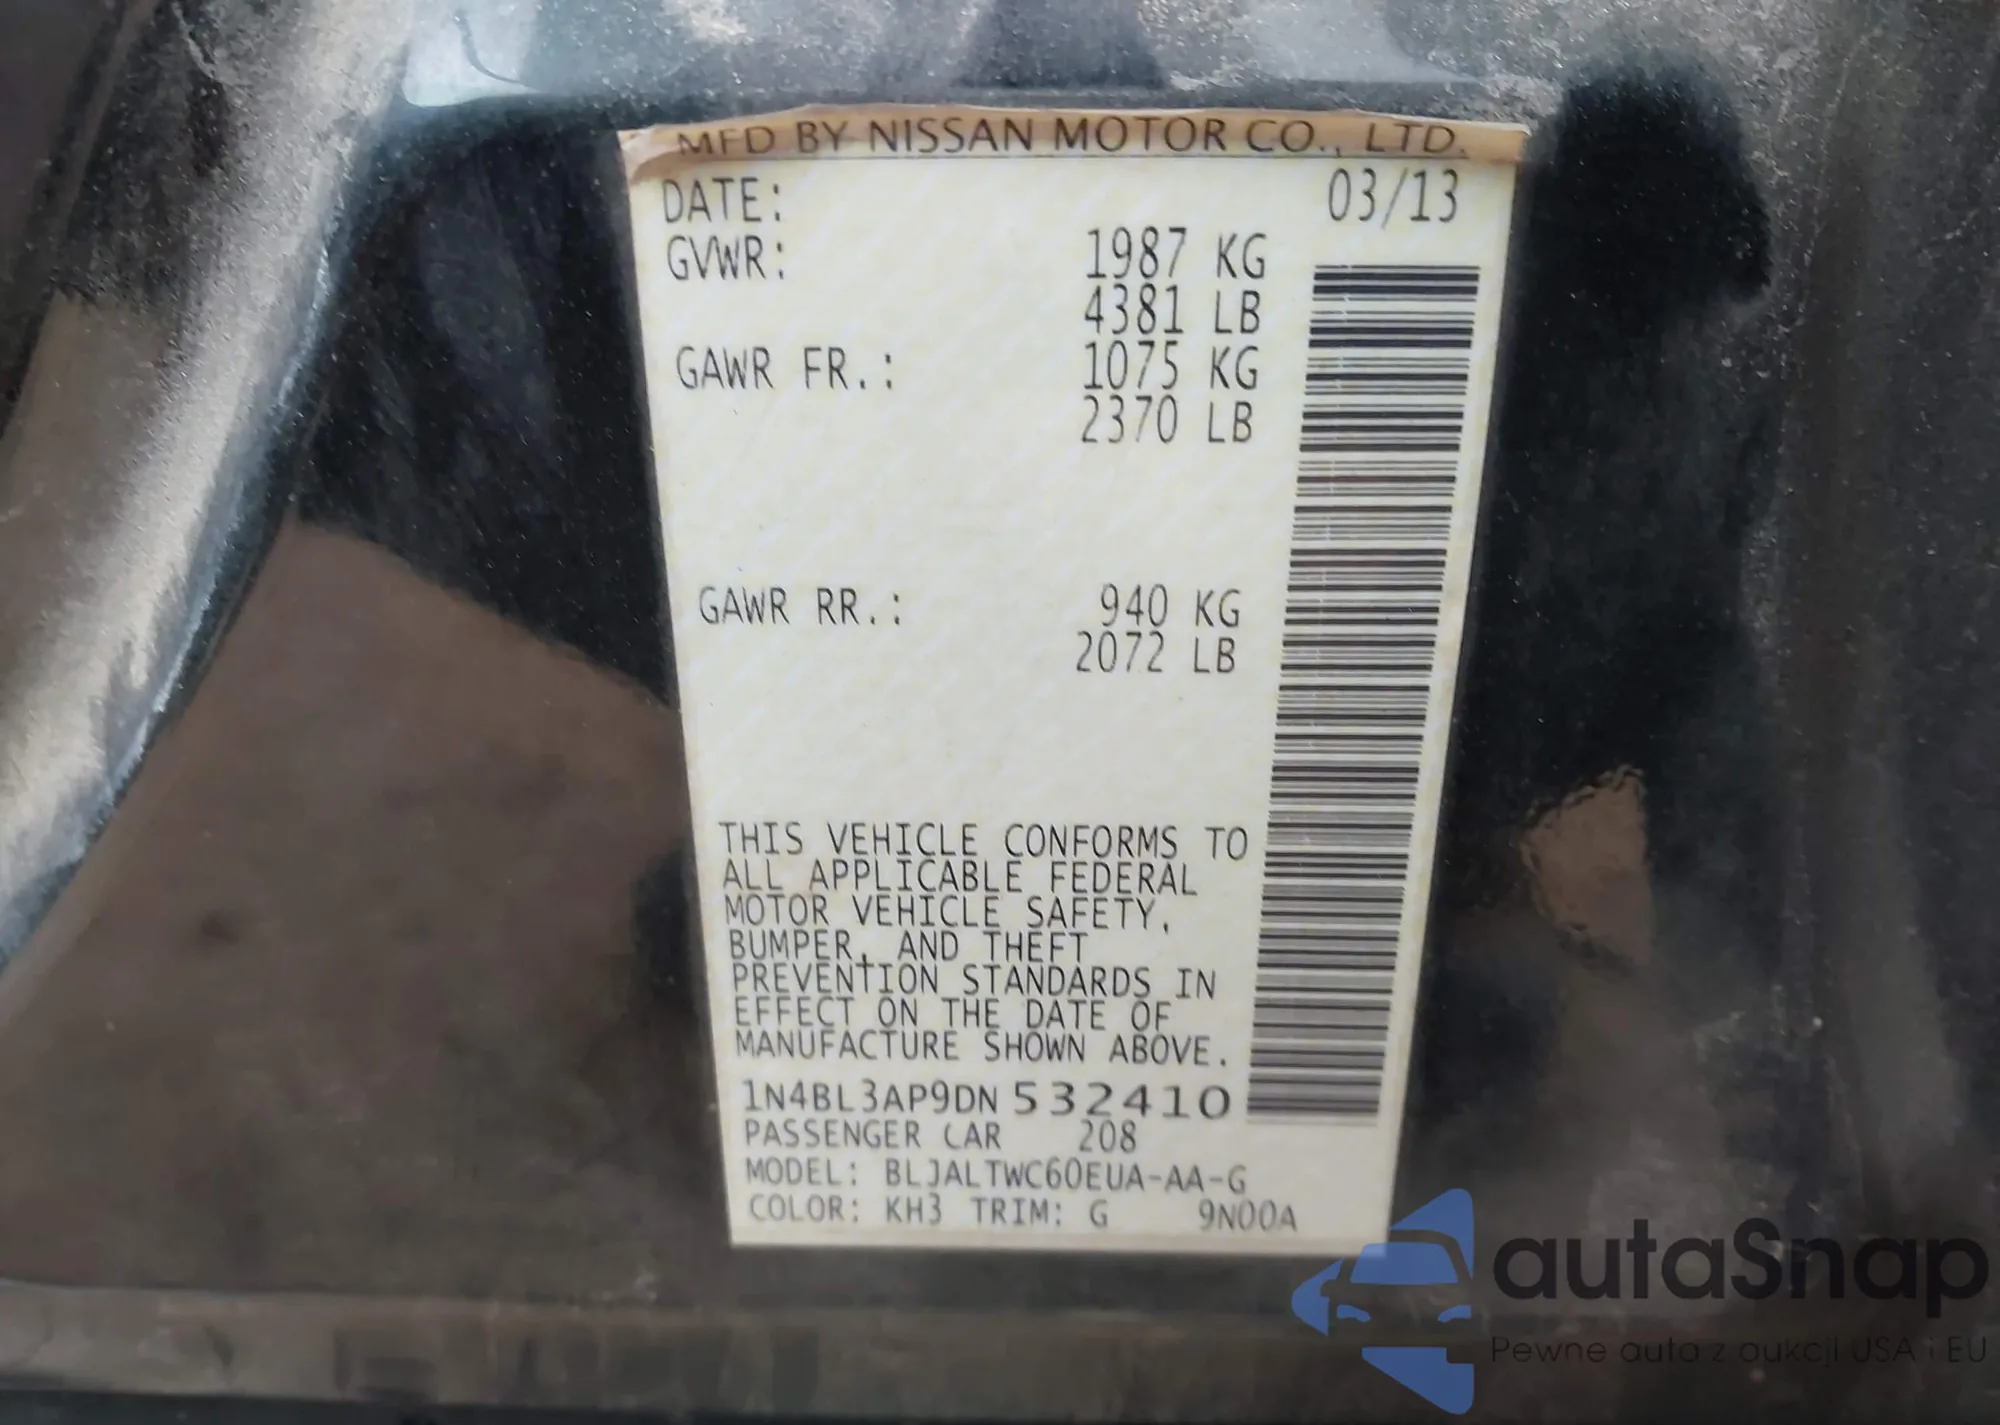 MFD BY NISSAN MOTOR CO., LTD.
DATE: 03/13
GVWR: 1987 KG
4381 LB
GAWR FR.: 1075 KG
2370 LB
GAWR RR.: 940 KG
2072 LB
THIS VEHICLE CONFORMS TO
ALL APPLICABLE FEDERAL
MOTOR VEHICLE SAFETY,
BUMPER, AND THEFT
PREVENTION STANDARDS IN
EFFECT ON THE DATE OF
MANUFACTURE SHOWN ABOVE.
1N4BL3AP9DN 532410
PASSENGER CAR 208
MODEL: BLJALTWC60EUA-AA-G
COLOR: KH3 TRIM: G 9N00A
autaSnap
Pewne auta z aukcji USA i EU